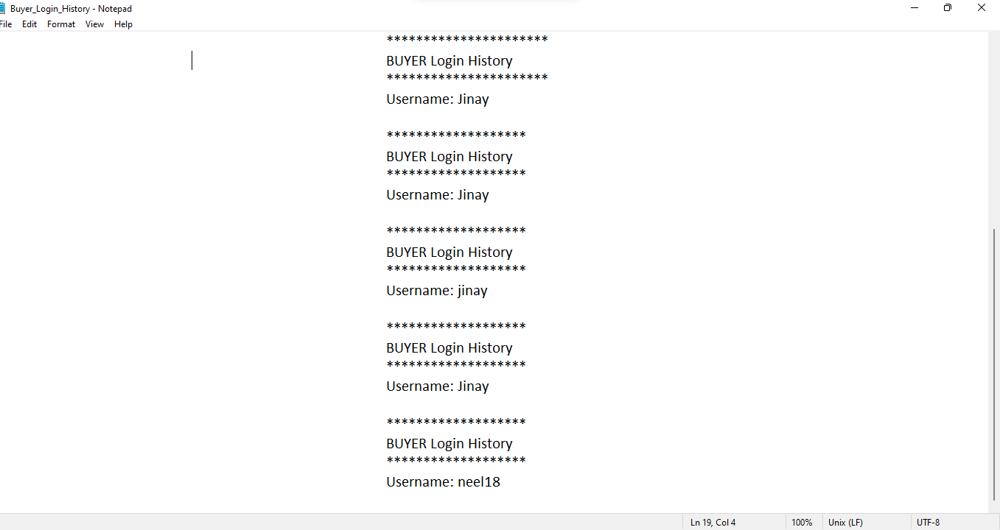 Buyer_Login_History - Notepad
File Edit Format View Help
**********************
BUYER Login History
**********************
Username: Jinay
*******************
BUYER Login History
*******************
Username: Jinay
*******************
BUYER Login History
*******************
Username: jinay
*******************
BUYER Login History
*******************
Username: Jinay
*******************
BUYER Login History
*******************
Username: neel18
Ln 19, Col 4 100% Unix (LF) UTF-8